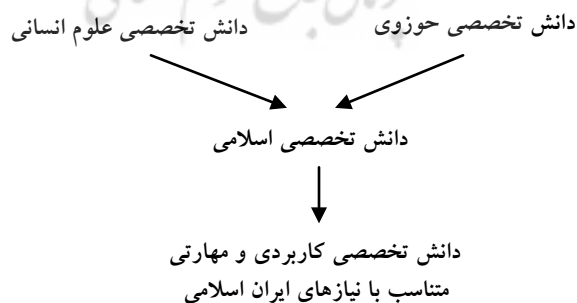 دانش تخصصی حوزوی
دانش تخصصی علوم انسانی
دانش تخصصی اسلامی
دانش تخصصی کاربردی و مهارتی
متناسب با نیازهای ایران اسلامی